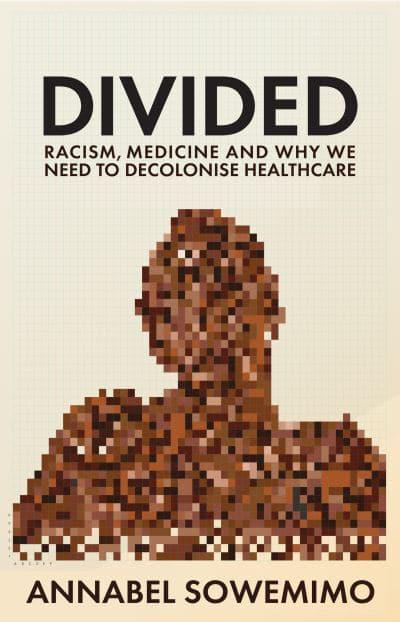 DIVIDED
RACISM, MEDICINE AND WHY WE
NEED TO DECOLONISE HEALTHCARE
A B C D E F
ANNABEL SOWEMIMO